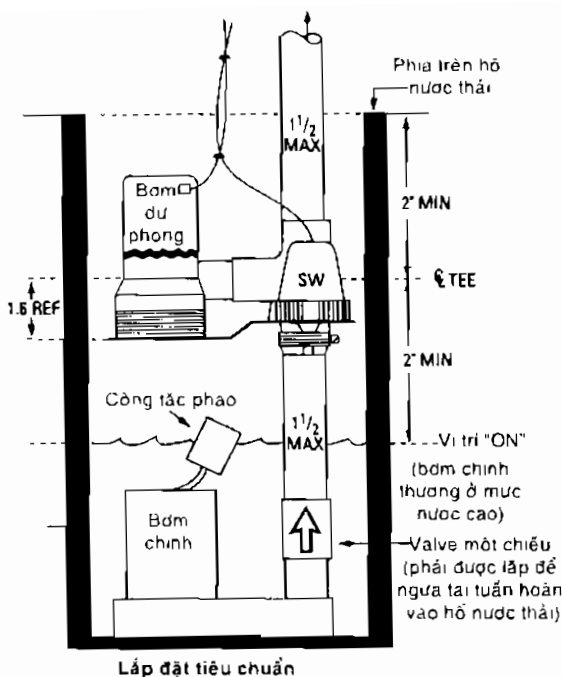 Phía trên hố
nước thải
1 1/2
MAX
Bơm
dự
phòng
2" MIN
SW
℄ TEE
1.6 REF
2" MIN
Công tắc phao
1 1/2
MAX
Vị trí "ON"
(bơm chính
thường ở mực
nước cao)
Bơm
chính
Valve một chiều
(phải được lắp để
ngừa tái tuần hoàn
vào hố nước thải)
Lắp đặt tiêu chuẩn